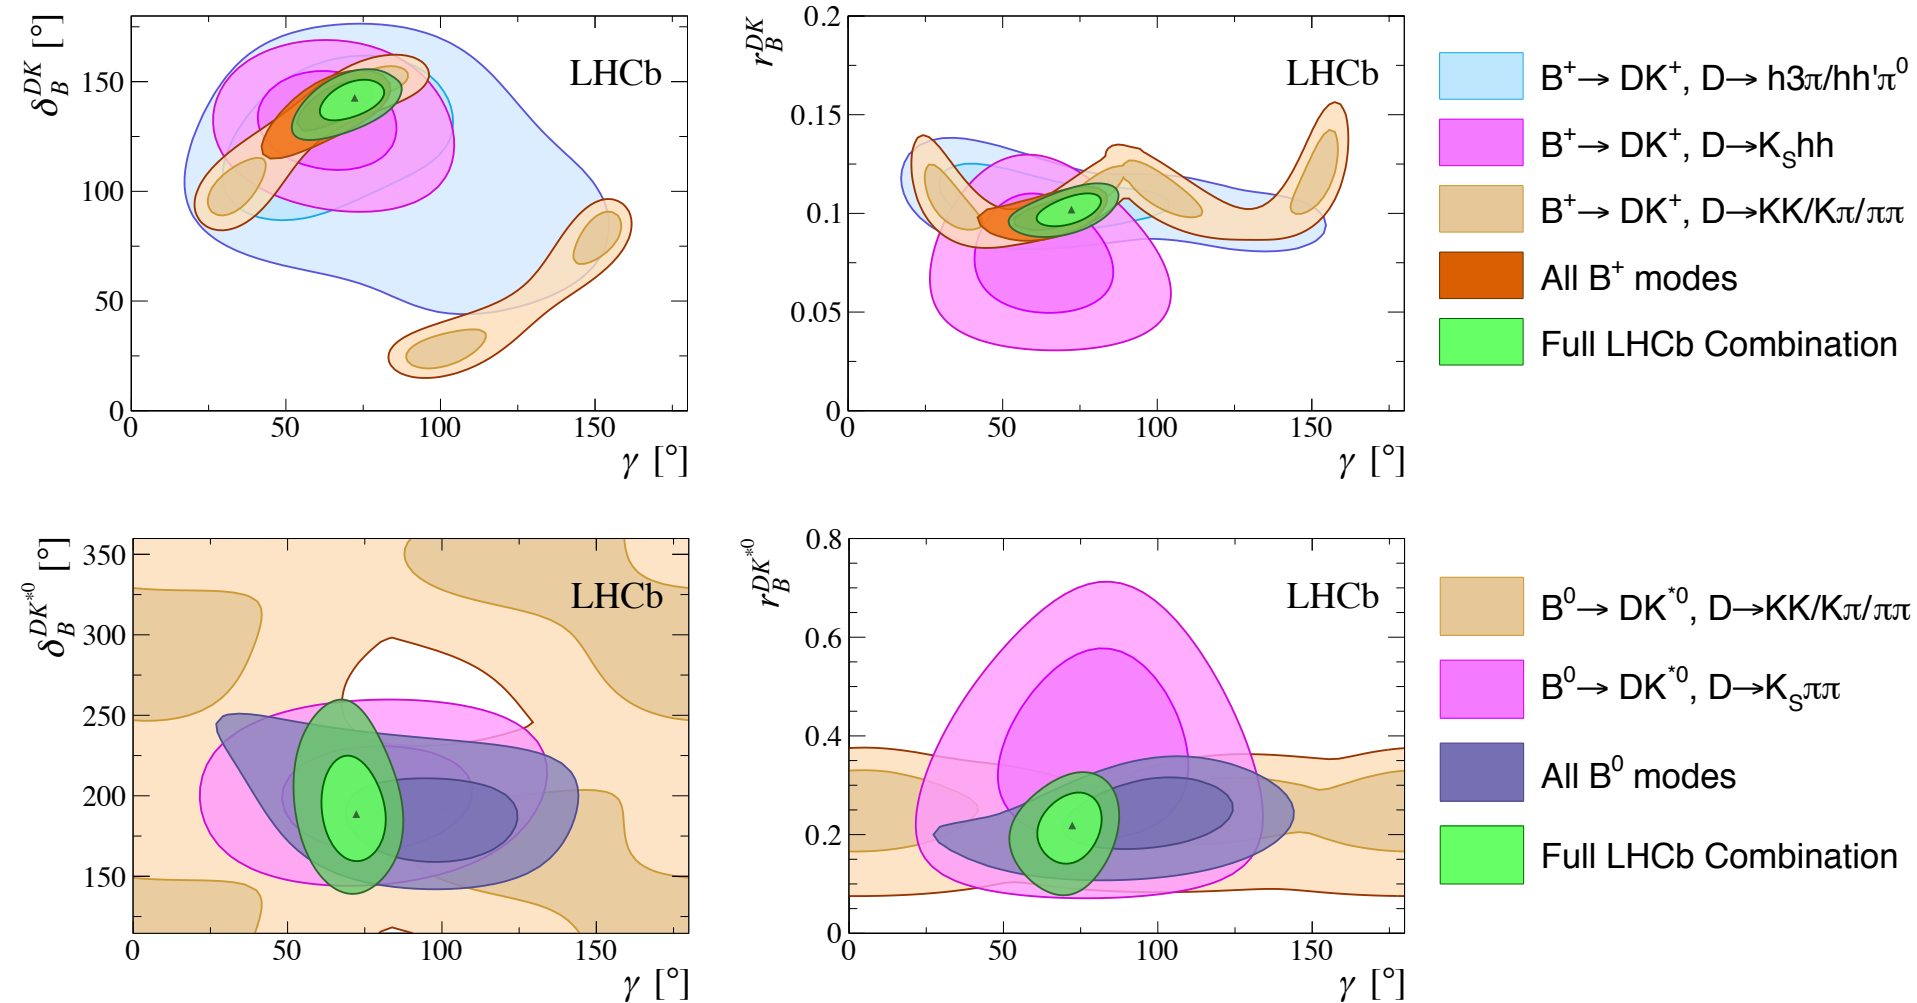 δ_B^{DK} [°]
LHCb
150
100
50
0
0 50 100 150
γ [°]
r_B^{DK}
LHCb
0.2
0.15
0.1
0.05
0
0 50 100 150
γ [°]
B⁺→ DK⁺, D→ h3π/hh'π⁰
B⁺→ DK⁺, D→K_Shh
B⁺→ DK⁺, D→KK/Kπ/ππ
All B⁺ modes
Full LHCb Combination
δ_B^{DK*0} [°]
LHCb
350
300
250
200
150
0 50 100 150
γ [°]
r_B^{DK*0}
LHCb
0.8
0.6
0.4
0.2
0
0 50 100 150
γ [°]
B⁰→ DK*⁰, D→KK/Kπ/ππ
B⁰→ DK*⁰, D→K_Sππ
All B⁰ modes
Full LHCb Combination